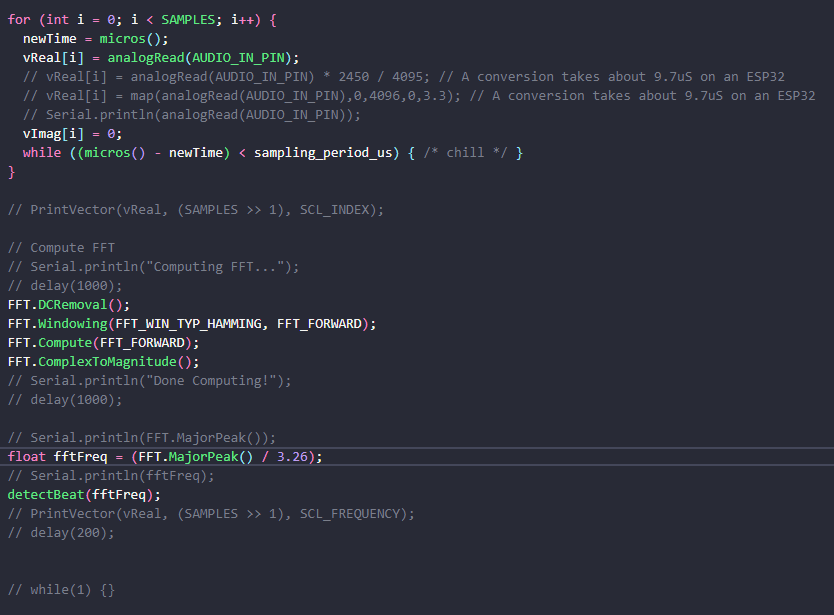 for (int i = 0; i < SAMPLES; i++) {
  newTime = micros();
  vReal[i] = analogRead(AUDIO_IN_PIN);
  // vReal[i] = analogRead(AUDIO_IN_PIN) * 2450 / 4095; // A conversion takes about 9.7uS on an ESP32
  // vReal[i] = map(analogRead(AUDIO_IN_PIN),0,4096,0,3.3); // A conversion takes about 9.7uS on an ESP32
  // Serial.println(analogRead(AUDIO_IN_PIN));
  vImag[i] = 0;
  while ((micros() - newTime) < sampling_period_us) { /* chill */ }
}
// PrintVector(vReal, (SAMPLES >> 1), SCL_INDEX);
// Compute FFT
// Serial.println("Computing FFT...");
// delay(1000);
FFT.DCRemoval();
FFT.Windowing(FFT_WIN_TYP_HAMMING, FFT_FORWARD);
FFT.Compute(FFT_FORWARD);
FFT.ComplexToMagnitude();
// Serial.println("Done Computing!");
// delay(1000);
// Serial.println(FFT.MajorPeak());
float fftFreq = (FFT.MajorPeak() / 3.26);
// Serial.println(fftFreq);
detectBeat(fftFreq);
// PrintVector(vReal, (SAMPLES >> 1), SCL_FREQUENCY);
// delay(200);
// while(1) {}